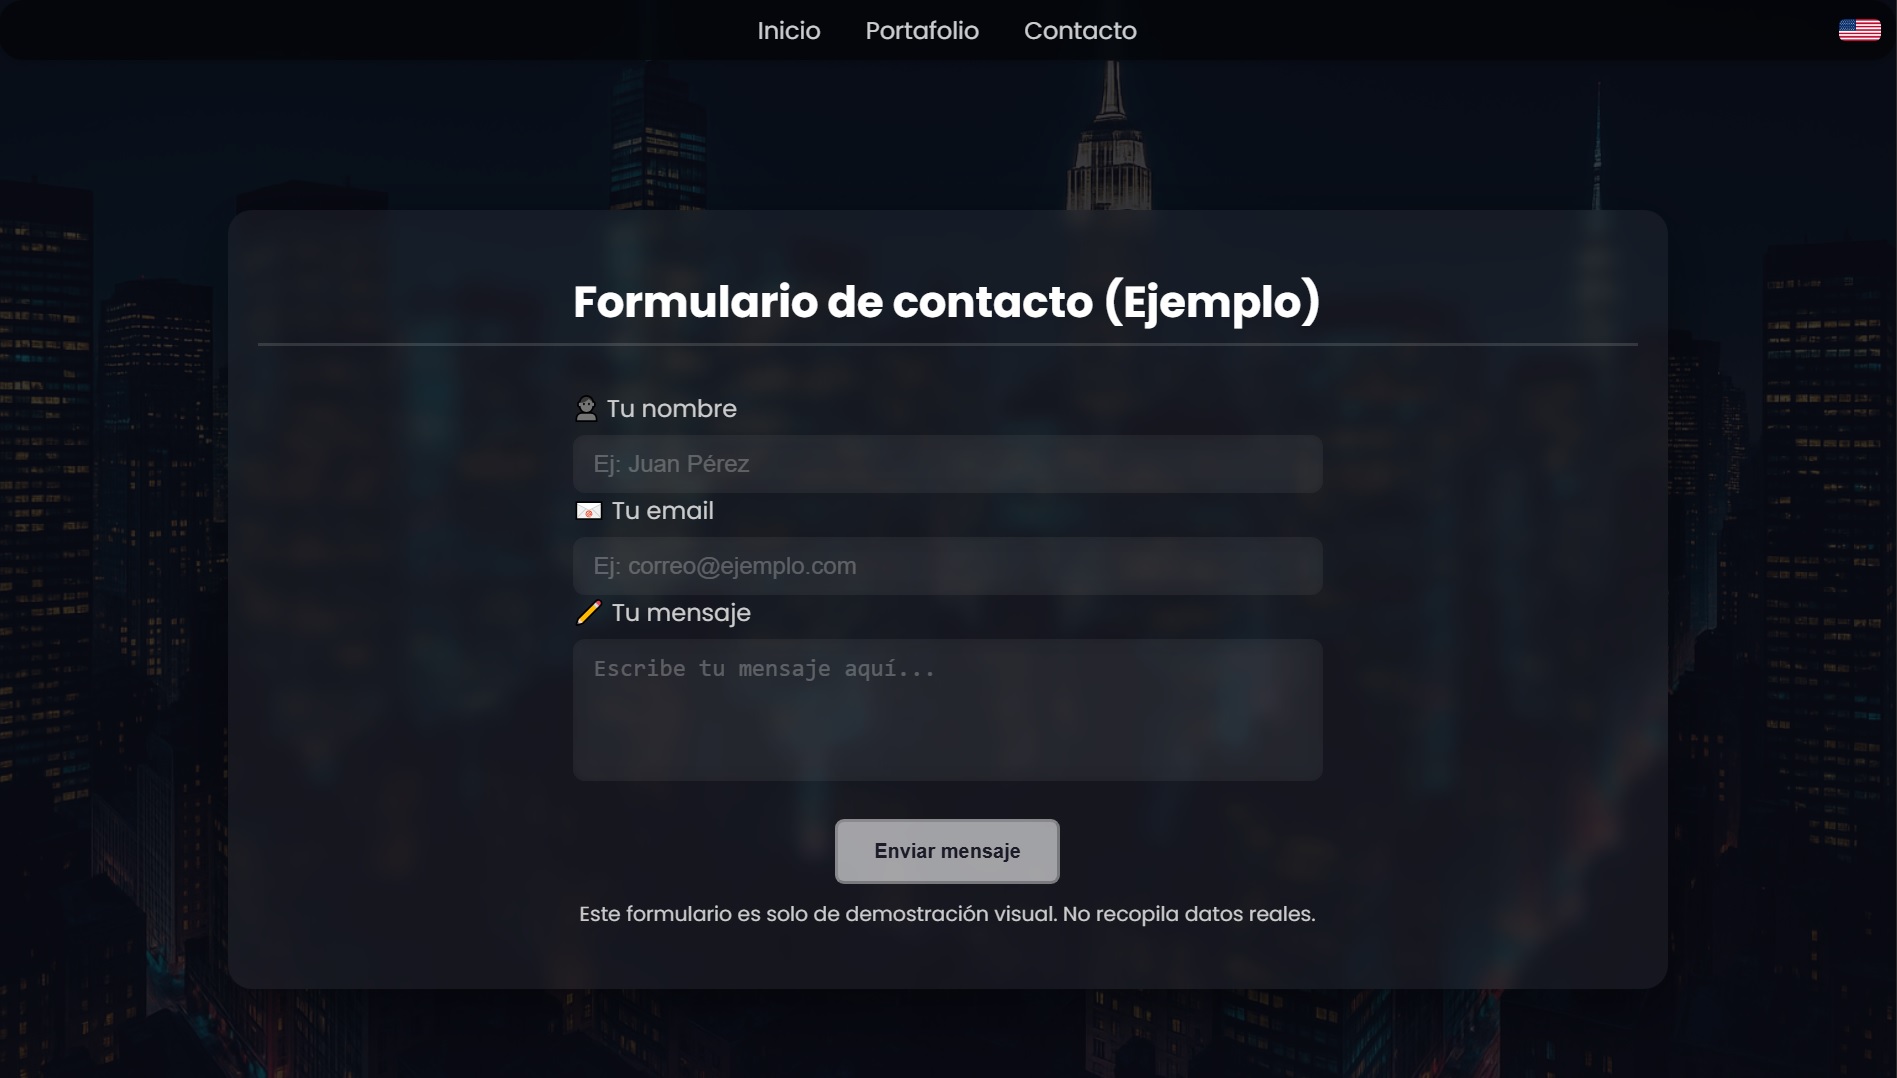 Inicio Portafolio Contacto
Formulario de contacto (Ejemplo)
Tu nombre
Ej: Juan Pérez
Tu email
Ej: correo@ejemplo.com
Tu mensaje
Escribe tu mensaje aquí...
Enviar mensaje
Este formulario es solo de demostración visual. No recopila datos reales.